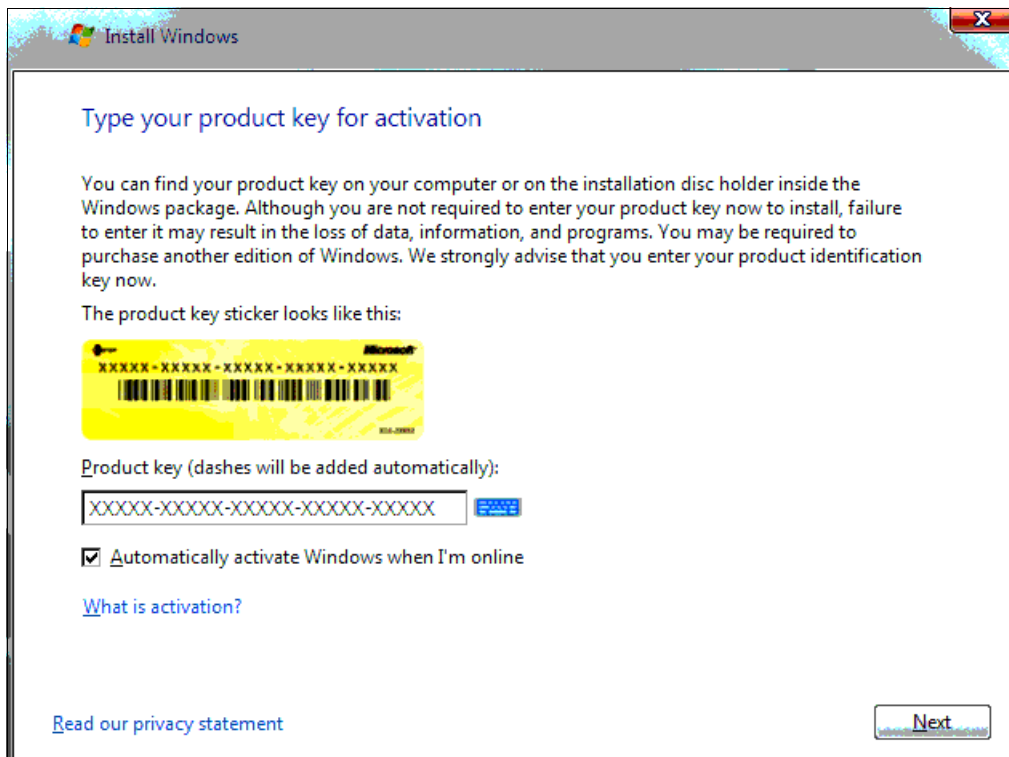 Install Windows
X
Type your product key for activation
You can find your product key on your computer or on the installation disc holder inside the
Windows package. Although you are not required to enter your product key now to install, failure
to enter it may result in the loss of data, information, and programs. You may be required to
purchase another edition of Windows. We strongly advise that you enter your product identification
key now.
The product key sticker looks like this:
Microsoft
XXXXX-XXXXX-XXXXX-XXXXX-XXXXX
Product key (dashes will be added automatically):
XXXXX-XXXXX-XXXXX-XXXXX-XXXXX
Automatically activate Windows when I'm online
What is activation?
Read our privacy statement
Next